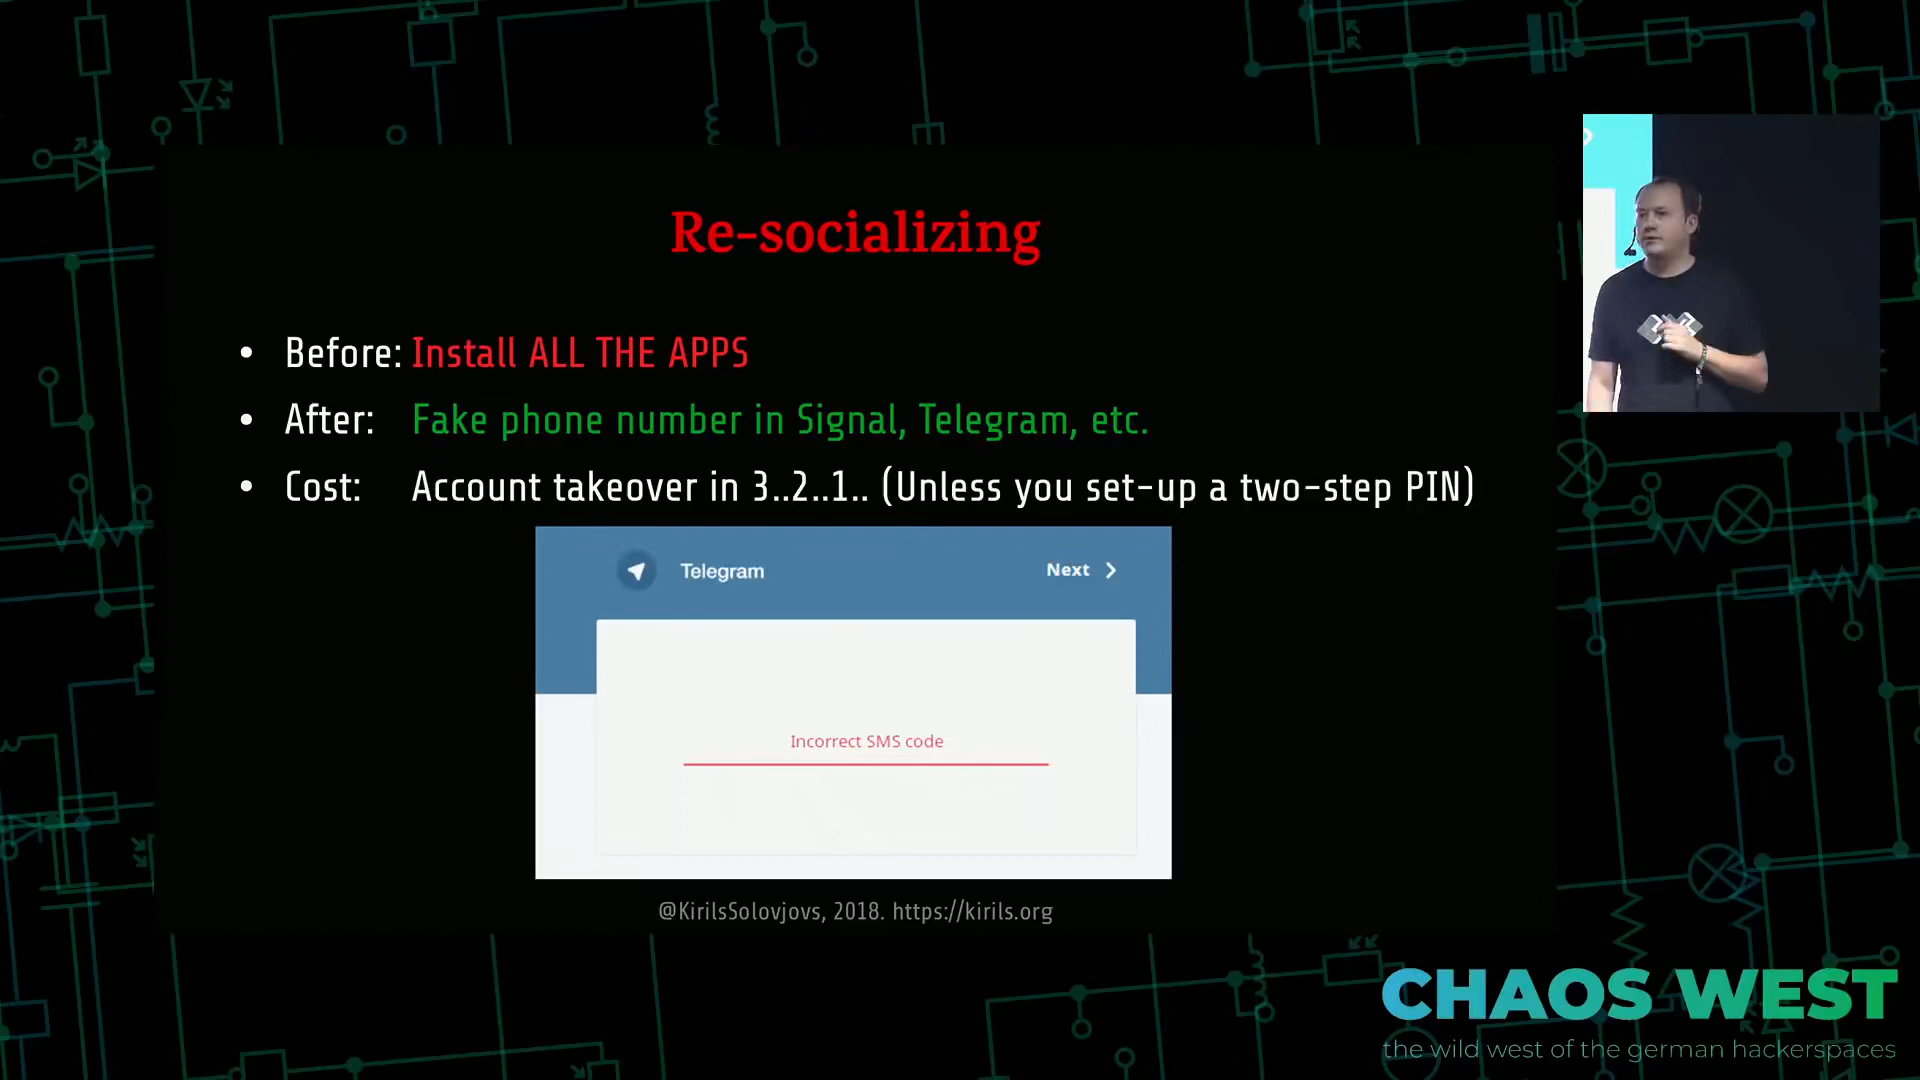 Re-socializing
• Before: Install ALL THE APPS
• After: Fake phone number in Signal, Telegram, etc.
• Cost: Account takeover in 3..2..1.. (Unless you set-up a two-step PIN)
Telegram
Next
Incorrect SMS code
@KirilsSolovjovs, 2018. https://kirils.org
CHAOS WEST
the wild west of the german hackerspaces